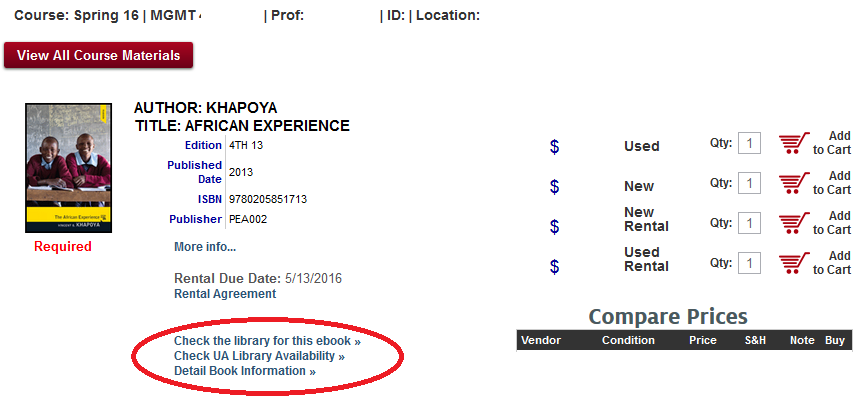 Course: Spring 16 | MGMT | Prof: | ID: | Location:
View All Course Materials
AUTHOR: KHAPOYA
TITLE: AFRICAN EXPERIENCE
Edition 4TH 13
Published Date 2013
ISBN 9780205851713
Publisher PEA002
The African Experience
VINCENT B. KHAPOYA
Required
More info...
Rental Due Date: 5/13/2016
Rental Agreement
Check the library for this ebook »
Check UA Library Availability »
Detail Book Information »
$ Used Qty: 1 Add to Cart
$ New Qty: 1 Add to Cart
$ New Rental Qty: 1 Add to Cart
$ Used Rental Qty: 1 Add to Cart
Compare Prices
Vendor Condition Price S&H Note Buy